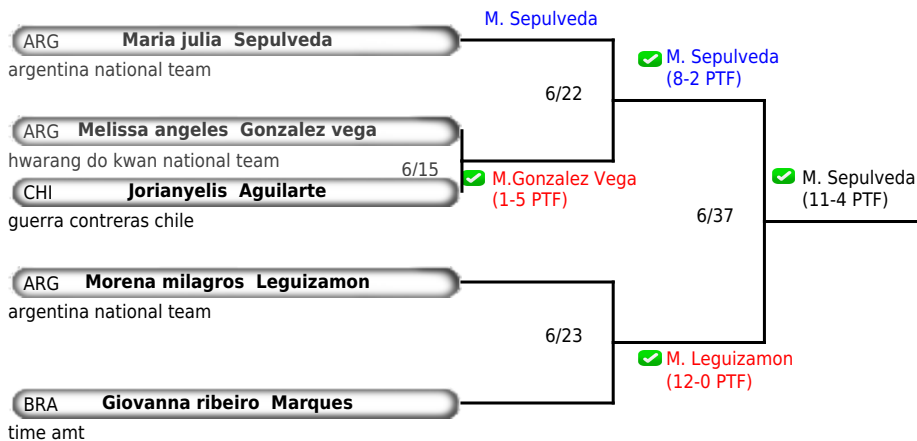 M. Sepulveda
ARG Maria julia Sepulveda
argentina national team
M. Sepulveda
(8-2 PTF)
6/22
ARG Melissa angeles Gonzalez vega
hwarang do kwan national team
6/15
M.Gonzalez Vega
(1-5 PTF)
CHI Jorianyelis Aguilarte
guerra contreras chile
M. Sepulveda
(11-4 PTF)
6/37
ARG Morena milagros Leguizamon
argentina national team
6/23
M. Leguizamon
(12-0 PTF)
BRA Giovanna ribeiro Marques
time amt